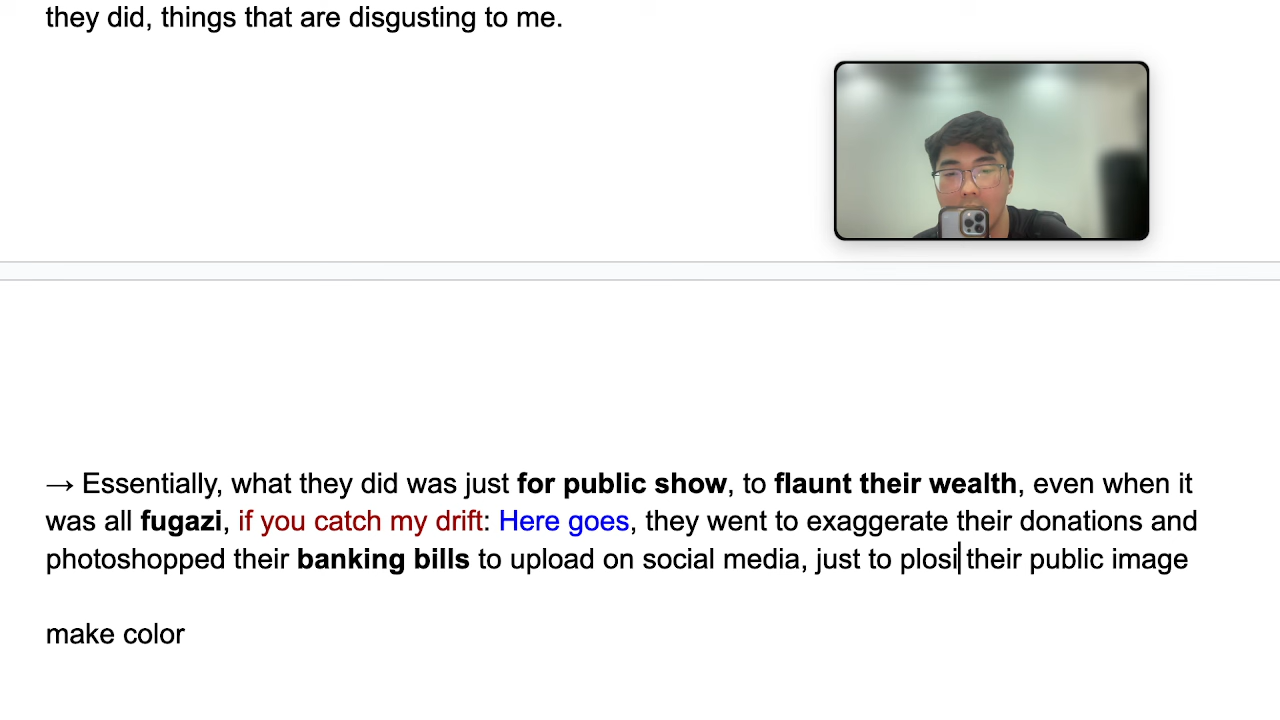 they did, things that are disgusting to me.
→ Essentially, what they did was just for public show, to flaunt their wealth, even when it
was all fugazi, if you catch my drift: Here goes, they went to exaggerate their donations and
photoshopped their banking bills to upload on social media, just to plosi their public image
make color